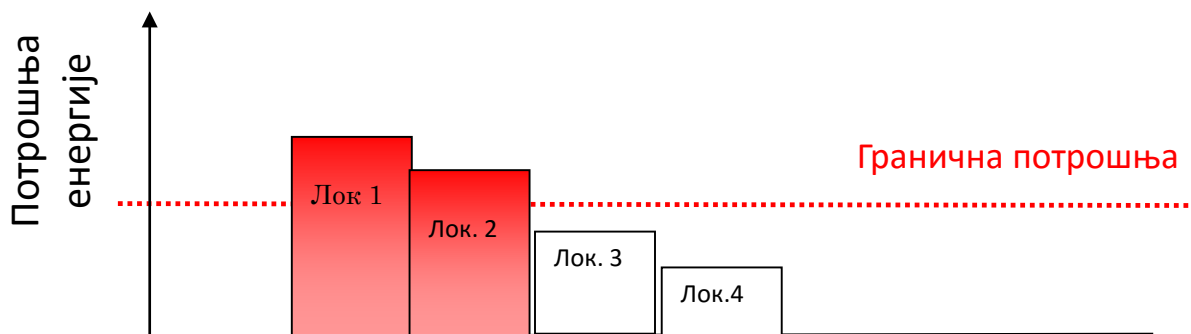 Потрошња
енергије
Гранична потрошња
Лок 1
Лок. 2
Лок. 3
Лок.4